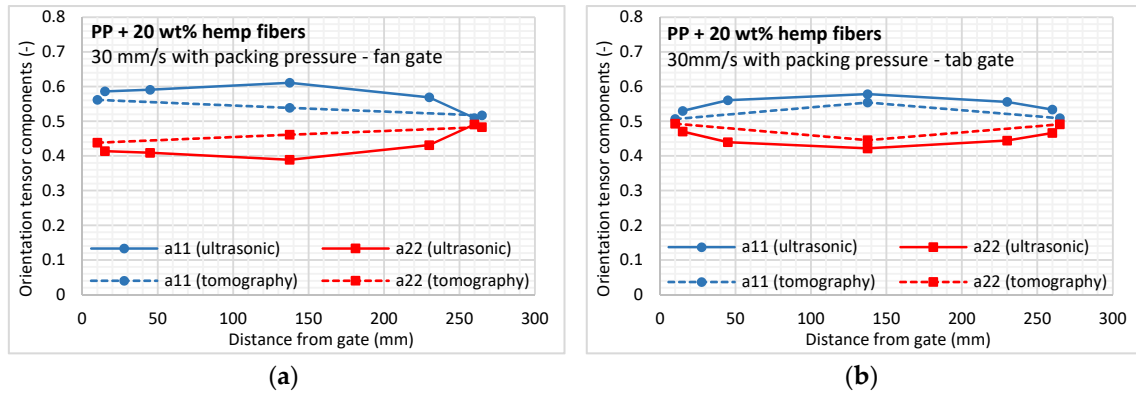 PP + 20 wt% hemp fibers
30 mm/s with packing pressure - fan gate
Orientation tensor components (-)
0.8
0.7
0.6
0.5
0.4
0.3
0.2
0.1
0
a11 (ultrasonic)
a22 (ultrasonic)
a11 (tomography)
a22 (tomography)
0 50 100 150 200 250 300
Distance from gate (mm)
(a)
PP + 20 wt% hemp fibers
30mm/s with packing pressure - tab gate
Orientation tensor components (-)
0.8
0.7
0.6
0.5
0.4
0.3
0.2
0.1
0
a11 (ultrasonic)
a22 (ultrasonic)
a11 (tomography)
a22 (tomography)
0 50 100 150 200 250 300
Distance from gate (mm)
(b)